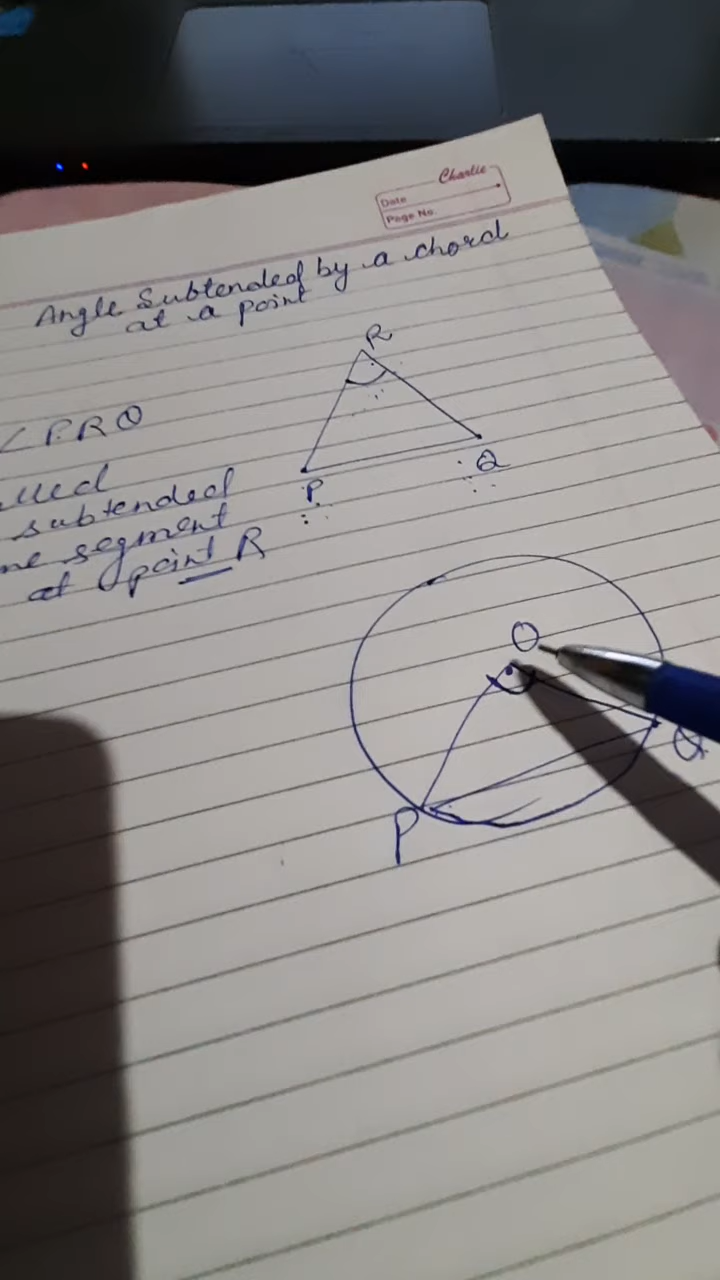 Charlie
Date
Page No.
Angle Subtended by a chord
at a point
R
∠PRQ
P
Q
subtended
segment
at point R
O
Q
P